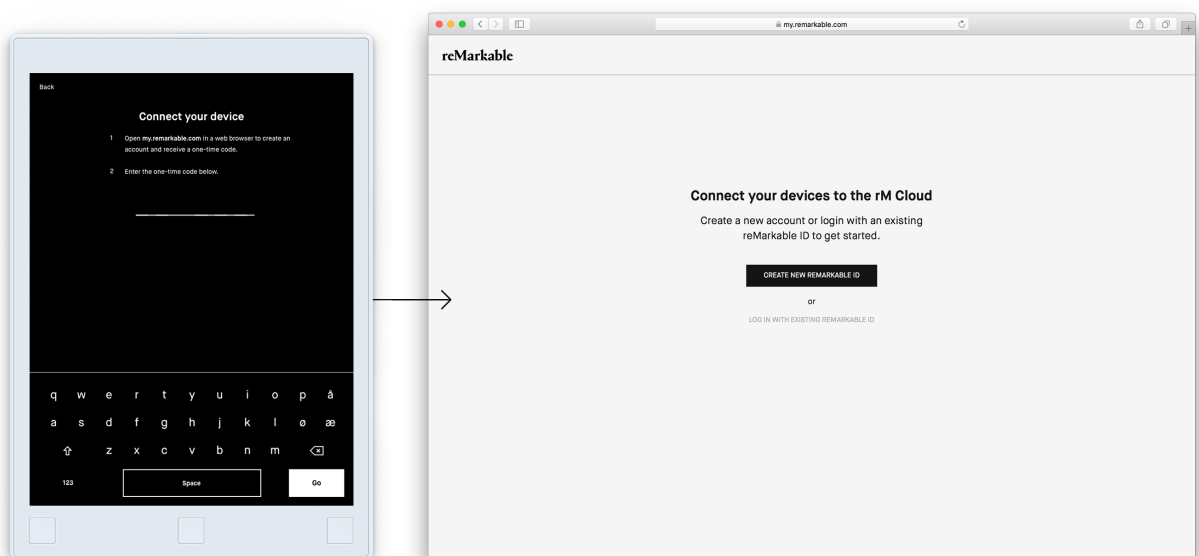 Back
Connect your device
1 Open my.remarkable.com in a web browser to create an
account and receive a one-time code.
2 Enter the one-time code below.
q w e r t y u i o p å
a s d f g h j k l ø æ
z x c v b n m
123 Space Go
my.remarkable.com
reMarkable
Connect your devices to the rM Cloud
Create a new account or login with an existing
reMarkable ID to get started.
CREATE NEW REMARKABLE ID
or
LOG IN WITH EXISTING REMARKABLE ID